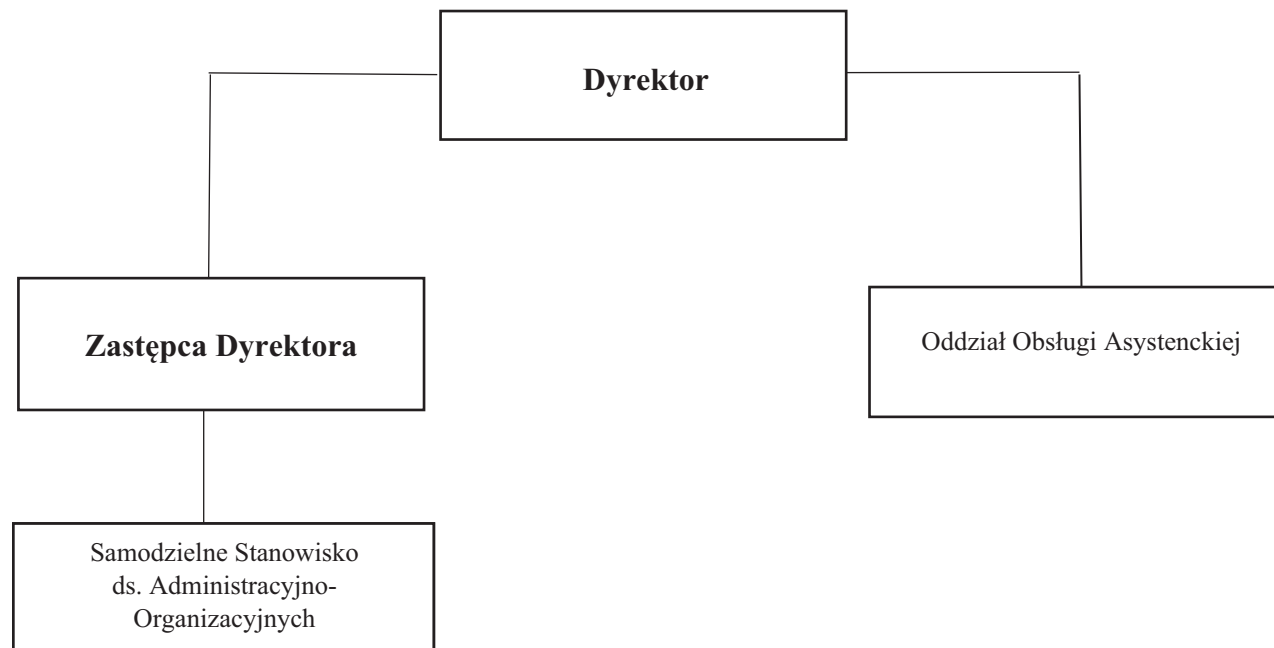 Dyrektor
Zastępca Dyrektora
Oddział Obsługi Asystenckiej
Samodzielne Stanowisko
ds. Administracyjno-
Organizacyjnych